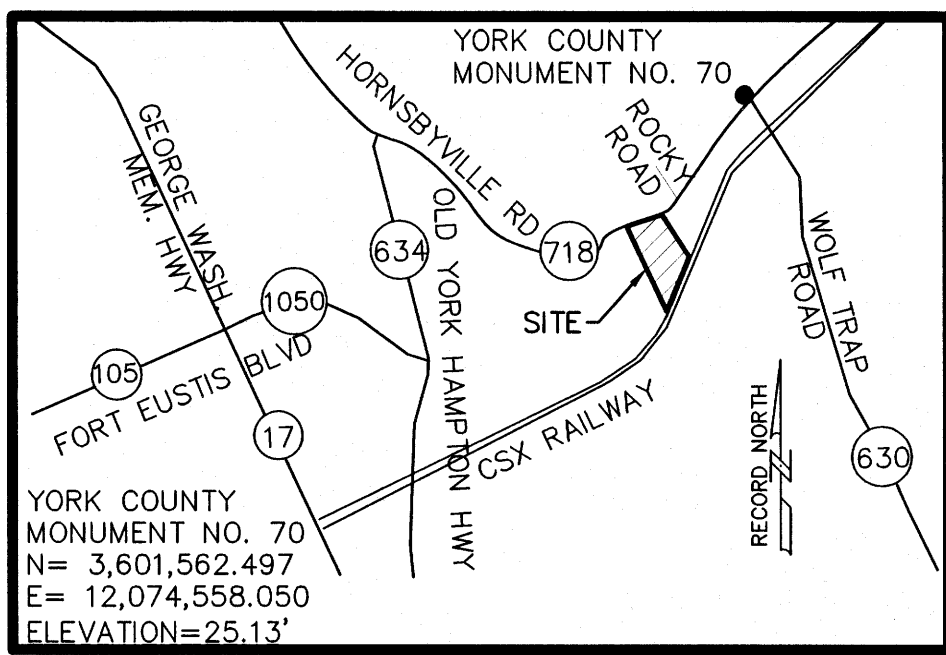 YORK COUNTY
MONUMENT NO. 70
HORNSBYVILLE RD
ROCKY
ROAD
GEORGE WASH.
MEM. HWY
634
OLD YORK HAMPTON HWY
718
WOLF TRAP
ROAD
1050
SITE
105
FORT EUSTIS BLVD
17
CSX RAILWAY
RECORD NORTH
N
630
YORK COUNTY
MONUMENT NO. 70
N= 3,601,562.497
E= 12,074,558.050
ELEVATION=25.13'